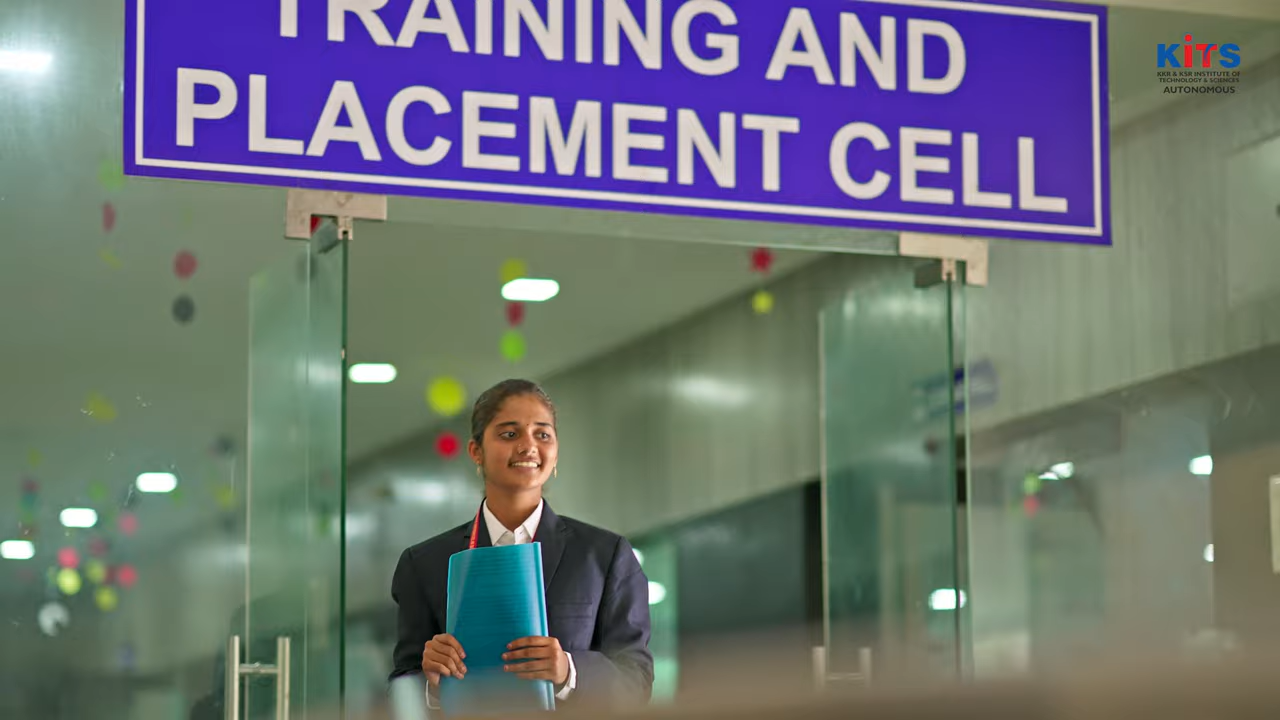 TRAINING AND
PLACEMENT CELL
KITS
KKR & KSR INSTITUTE OF
TECHNOLOGY & SCIENCES
AUTONOMOUS